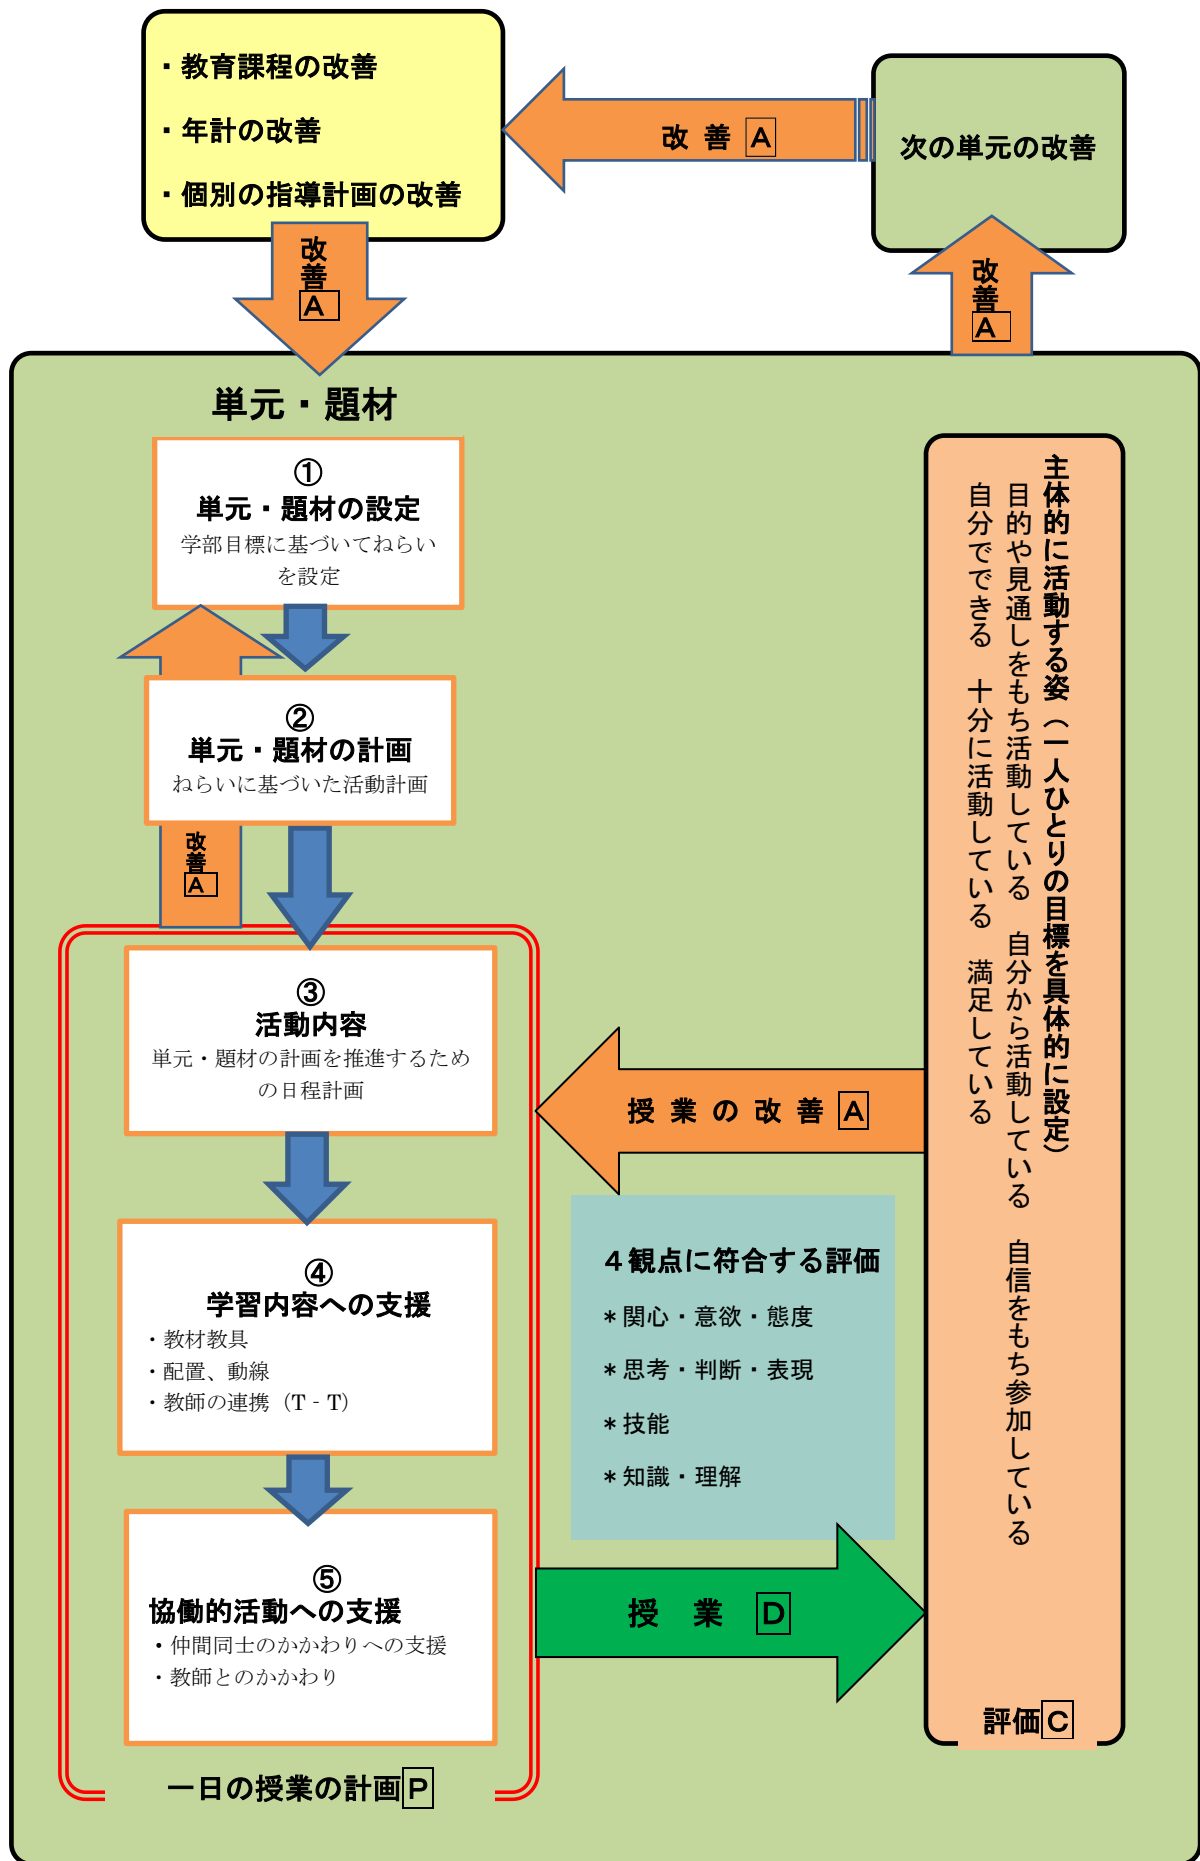 ・教育課程の改善
・年計の改善
・個別の指導計画の改善
改 善 A
次の単元の改善
改善A
改善A
単元・題材
①
単元・題材の設定
学部目標に基づいてねらい
を設定
②
単元・題材の計画
ねらいに基づいた活動計画
改善A
③
活動内容
単元・題材の計画を推進するため
の日程計画
④
学習内容への支援
・教材教具
・配置、動線
・教師の連携（T‐T）
⑤
協働的活動への支援
・仲間同士のかかわりへの支援
・教師とのかかわり
一日の授業の計画P
授 業 の 改 善 A
４観点に符合する評価
＊関心・意欲・態度
＊思考・判断・表現
＊技能
＊知識・理解
授 業 D
主体的に活動する姿（一人ひとりの目標を具体的に設定）
目的や見通しをもち活動している 自分から活動している 自信をもち参加している
自分でできる 十分に活動している 満足している
評価C